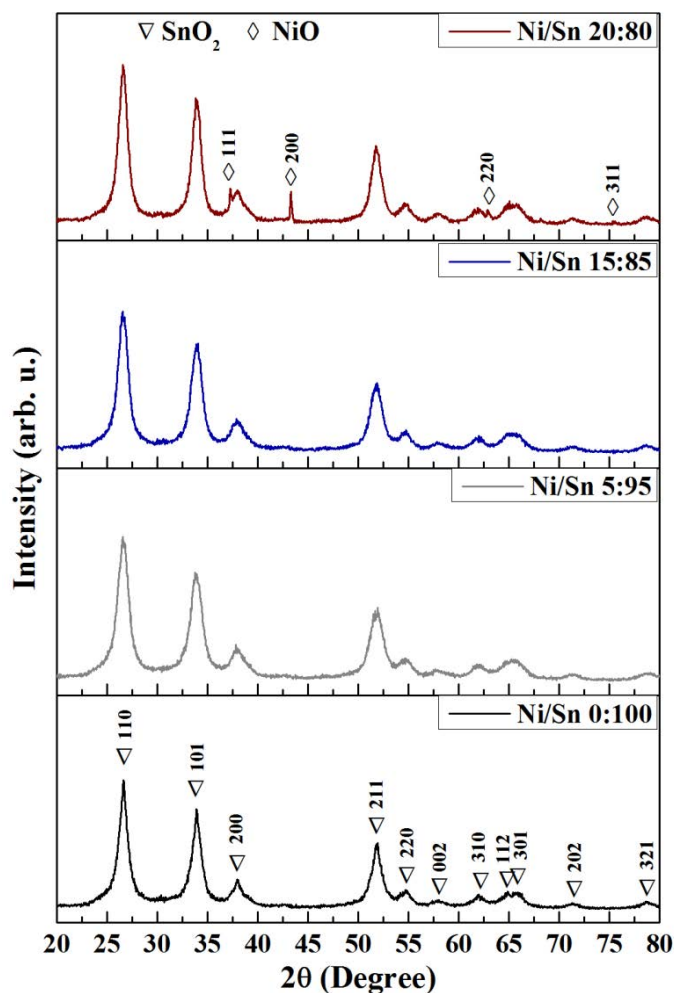 ▽ SnO₂ ◇ NiO
Ni/Sn 20:80
111
200
220
311
Ni/Sn 15:85
Ni/Sn 5:95
Ni/Sn 0:100
110
101
200
211
220
002
310
112
301
202
321
Intensity (arb. u.)
20 25 30 35 40 45 50 55 60 65 70 75 80
2θ (Degree)